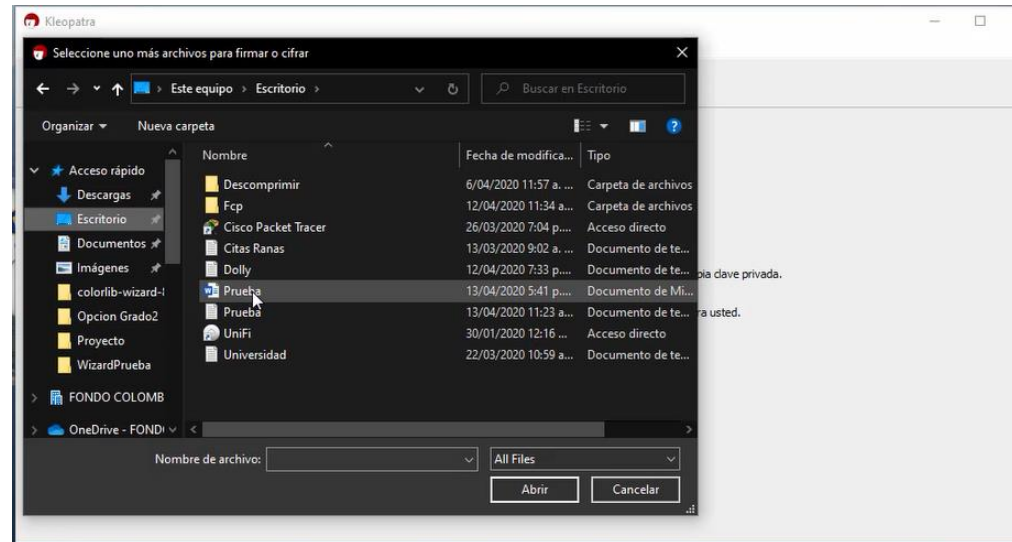 Kleopatra
Seleccione uno más archivos para firmar o cifrar
Este equipo > Escritorio >
Buscar en Escritorio
Organizar
Nueva carpeta
Nombre Fecha de modifica... Tipo
Acceso rápido
Descargas
Escritorio
Documentos
Imágenes
colorlib-wizard-
Opcion Grado2
Proyecto
WizardPrueba
FONDO COLOMB
OneDrive - FOND
Descomprimir 6/04/2020 11:57 a. ... Carpeta de archivos
Fcp 12/04/2020 11:34 a... Carpeta de archivos
Cisco Packet Tracer 26/03/2020 7:04 p.... Acceso directo
Citas Ranas 13/03/2020 9:02 a. ... Documento de te...
Dolly 12/04/2020 7:33 p.... Documento de te...
Prueba 13/04/2020 5:41 p.... Documento de Mi...
Prueba 13/04/2020 11:23 a... Documento de te...
UniFi 30/01/2020 12:16 ... Acceso directo
Universidad 22/03/2020 10:59 a... Documento de te...
pia clave privada.
ra usted.
Nombre de archivo:
All Files
Abrir
Cancelar